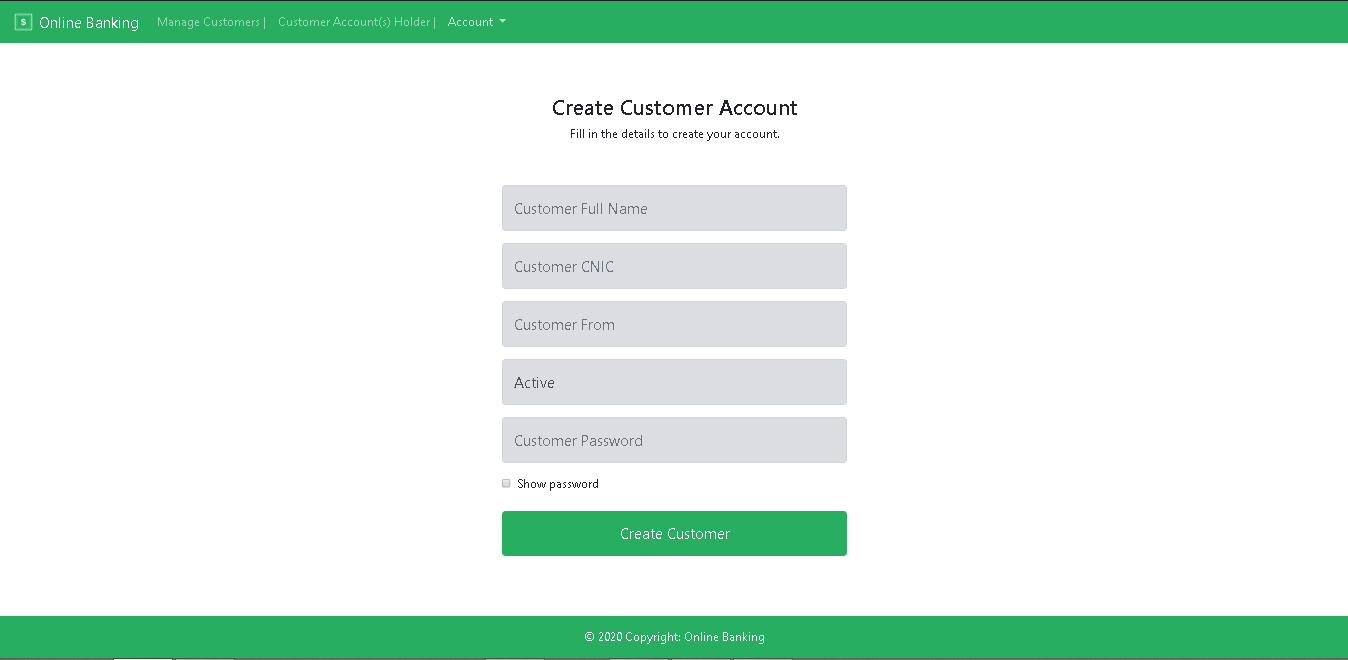 $ Online Banking Manage Customers | Customer Account(s) Holder | Account
Create Customer Account
Fill in the details to create your account.
Customer Full Name
Customer CNIC
Customer From
Active
Customer Password
Show password
Create Customer
© 2020 Copyright: Online Banking